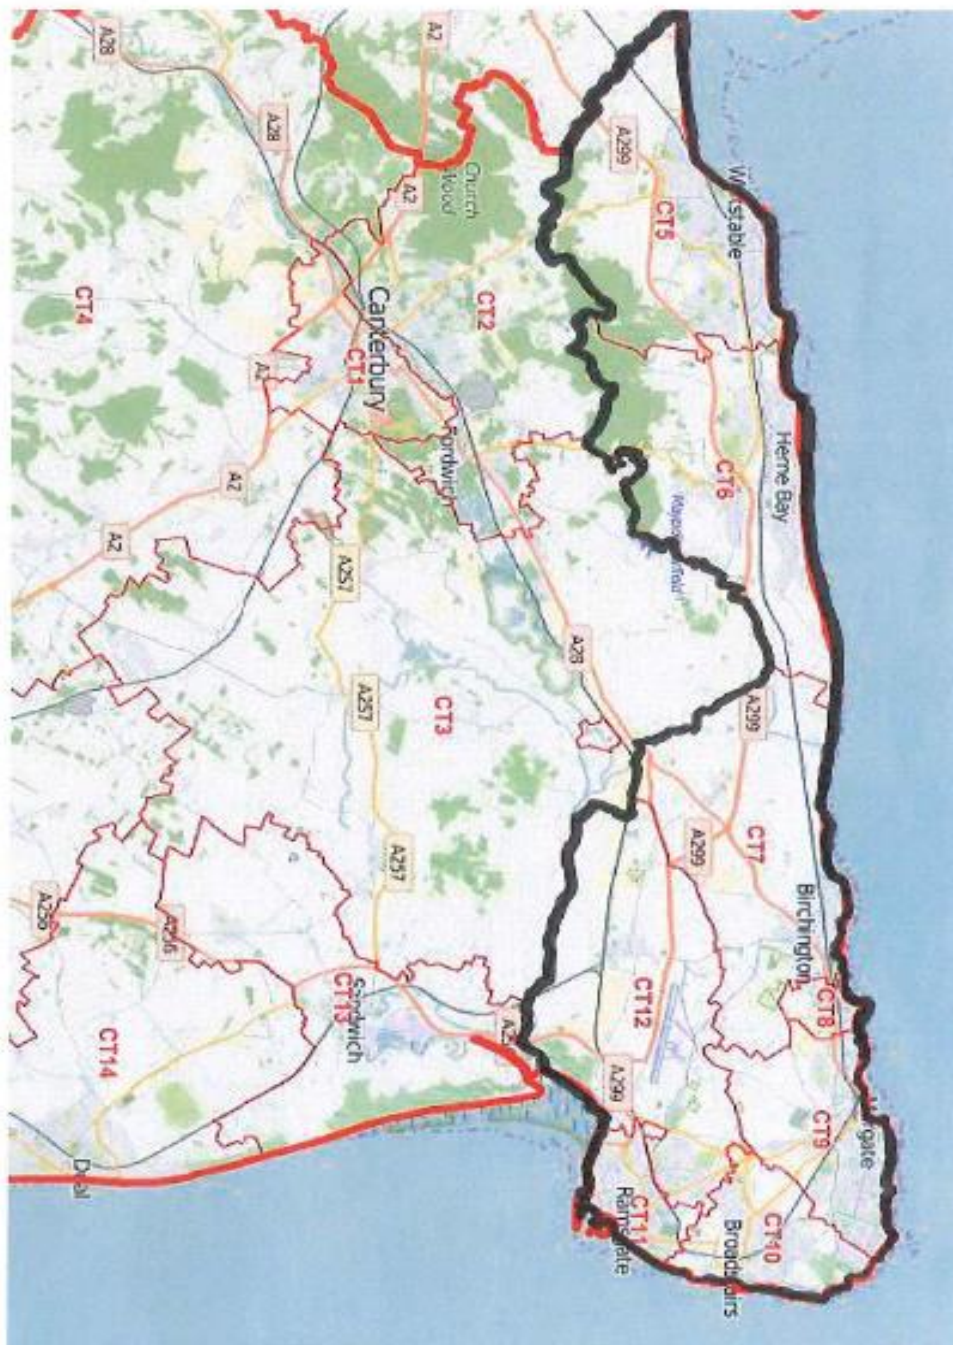 Margate
CT8
CT9
Birchington
Herne Bay
CT10
CT7
A299
Whitstable
Broadstairs
CT6
A299
CT5
CT12
CT11
A299
Ramsgate
A299
A28
CT2
Church
Wood
Fordwich
CT3
A2
A2
A257
Canterbury
A257
CT1
Sandwich
CT13
A257
A28
A2
A2
A256
A2
A28
CT14
CT4
Deal
A256